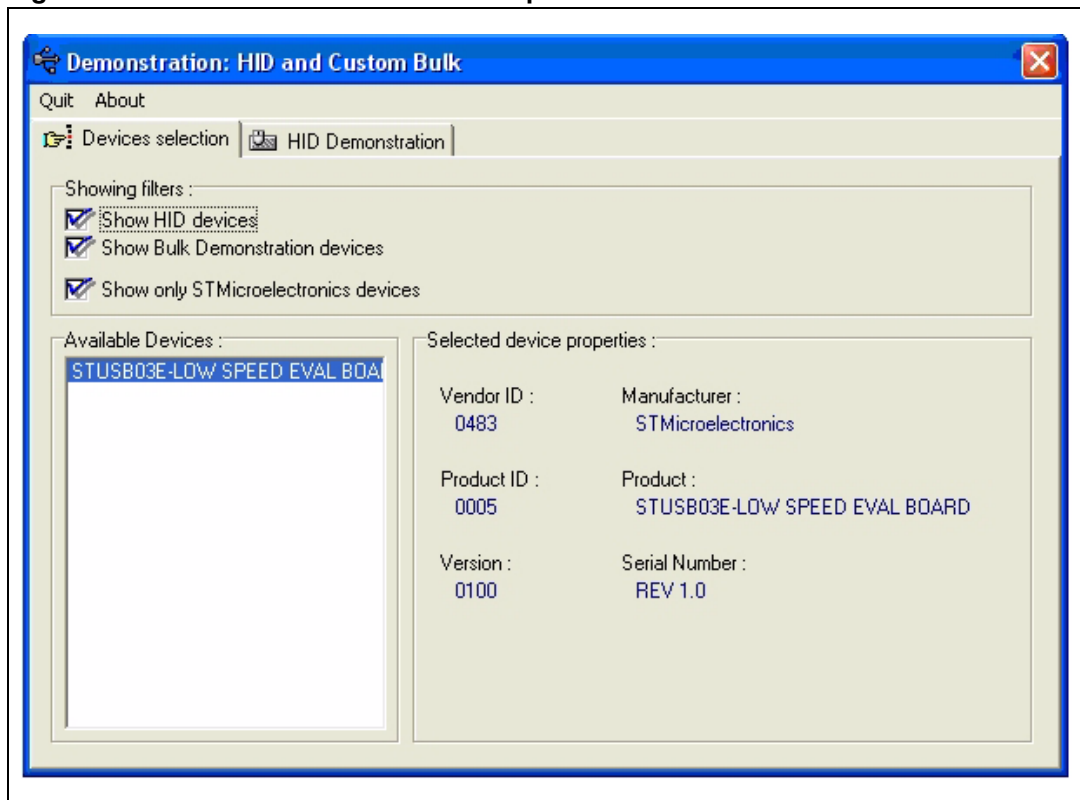 Demonstration: HID and Custom Bulk
Quit About
Devices selection HID Demonstration
Showing filters :
Show HID devices
Show Bulk Demonstration devices
Show only STMicroelectronics devices
Available Devices :
STUSB03E-LOW SPEED EVAL BOA
Selected device properties :
Vendor ID : Manufacturer :
0483 STMicroelectronics
Product ID : Product :
0005 STUSB03E-LOW SPEED EVAL BOARD
Version : Serial Number :
0100 REV 1.0